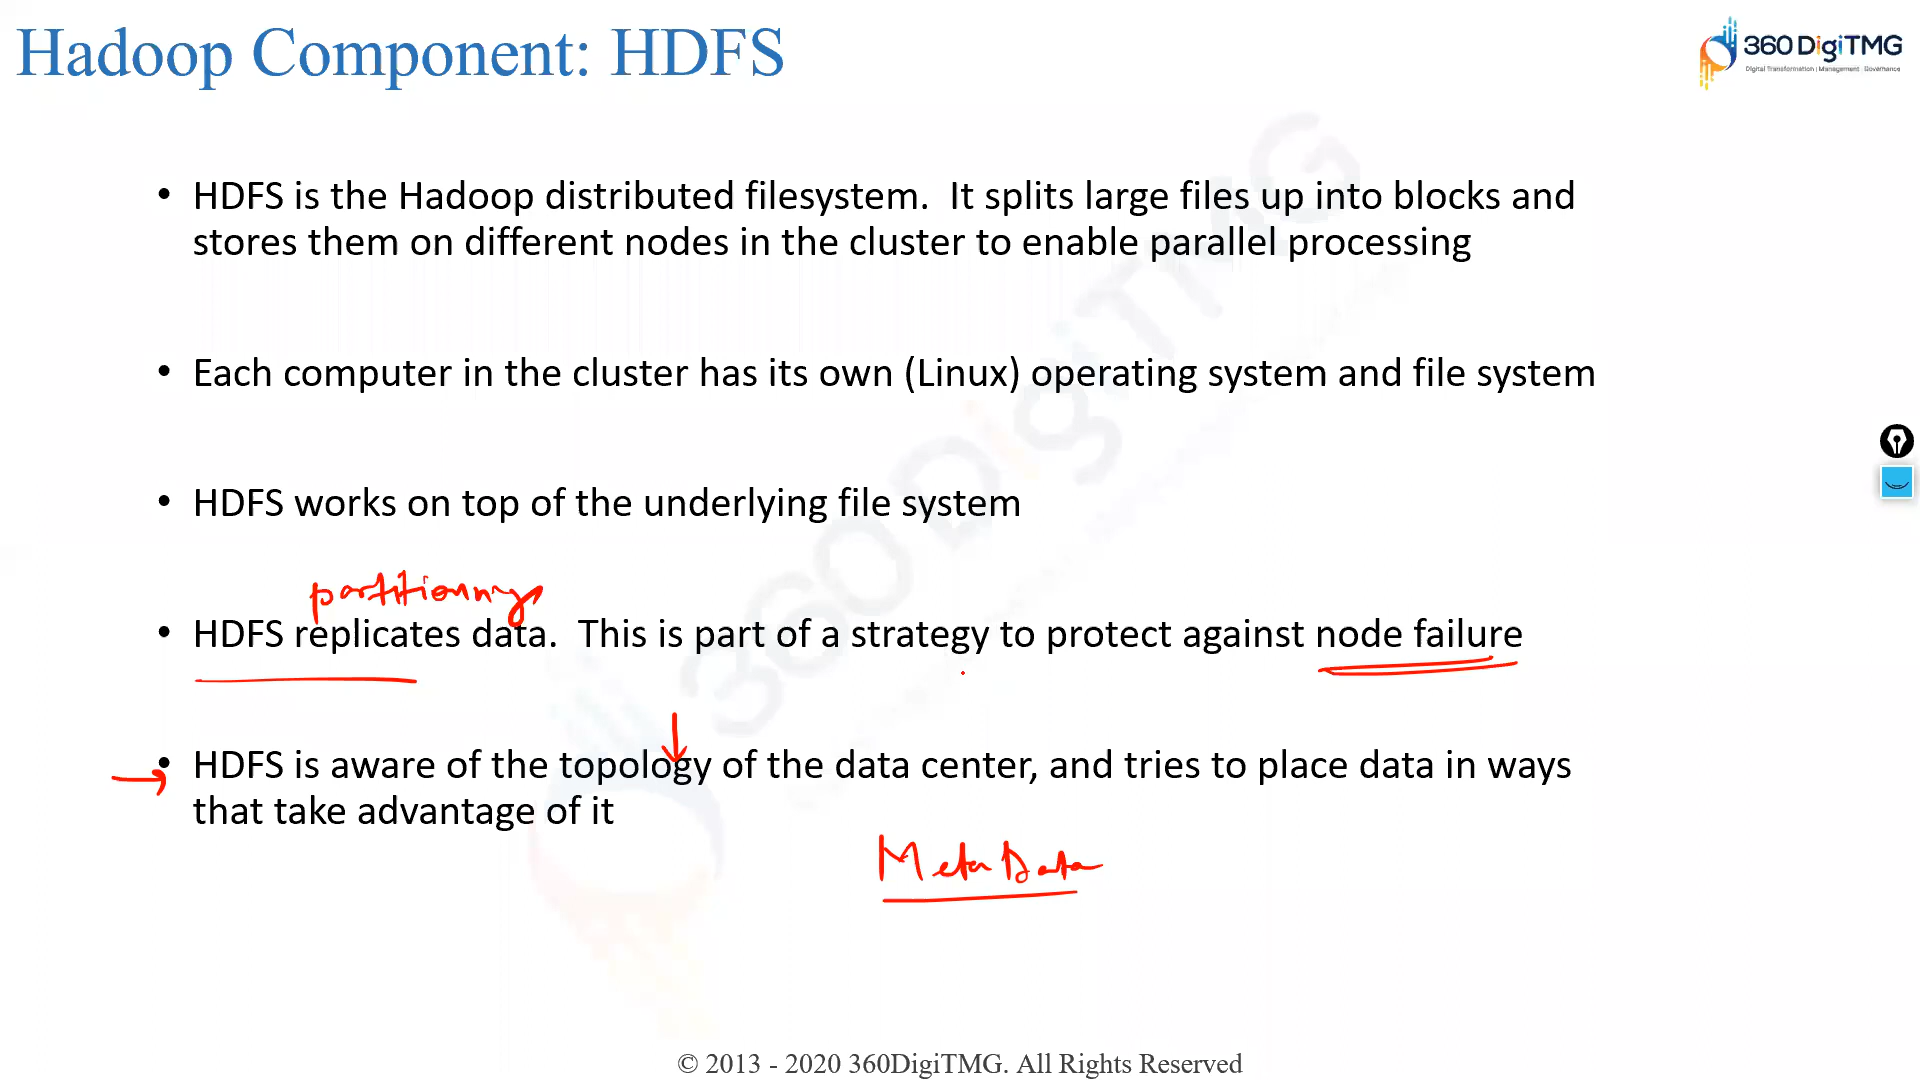 Hadoop Component: HDFS
360DigiTMG
Digital Transformation | Management | Governance
• HDFS is the Hadoop distributed filesystem. It splits large files up into blocks and
stores them on different nodes in the cluster to enable parallel processing
• Each computer in the cluster has its own (Linux) operating system and file system
• HDFS works on top of the underlying file system
partitioning
• HDFS replicates data. This is part of a strategy to protect against node failure
• HDFS is aware of the topology of the data center, and tries to place data in ways
that take advantage of it
Meta Data
360DigiTMG
© 2013 - 2020 360DigiTMG. All Rights Reserved